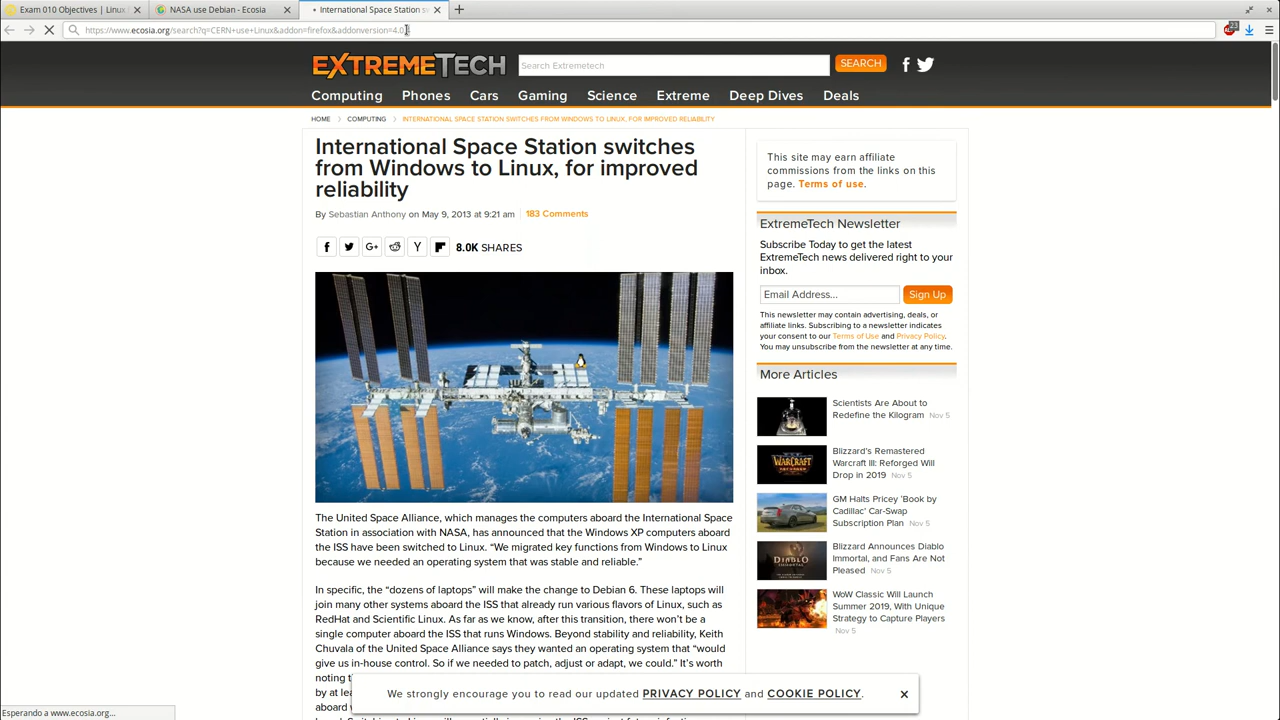 Exam 010 Objectives | Linux
NASA use Debian - Ecosia
International Space Station s
https://www.ecosia.org/search?q=CERN+use+Linux&addon=firefox&addonversion=4.0.
23
EXTREMETECH
Search Extremetech
SEARCH
Computing
Phones
Cars
Gaming
Science
Extreme
Deep Dives
Deals
HOME
COMPUTING
INTERNATIONAL SPACE STATION SWITCHES FROM WINDOWS TO LINUX, FOR IMPROVED RELIABILITY
International Space Station switches
from Windows to Linux, for improved
reliability
By Sebastian Anthony on May 9, 2013 at 9:21 am
183 Comments
8.0K SHARES
The United Space Alliance, which manages the computers aboard the International Space
Station in association with NASA, has announced that the Windows XP computers aboard
the ISS have been switched to Linux. “We migrated key functions from Windows to Linux
because we needed an operating system that was stable and reliable.”
In specific, the “dozens of laptops” will make the change to Debian 6. These laptops will
join many other systems aboard the ISS that already run various flavors of Linux, such as
RedHat and Scientific Linux. As far as we know, after this transition, there won’t be a
single computer aboard the ISS that runs Windows. Beyond stability and reliability, Keith
Chuvala of the United Space Alliance says they wanted an operating system that “would
give us in-house control. So if we needed to patch, adjust or adapt, we could.” It’s worth
noting
by at
aboard
This site may earn affiliate
commissions from the links on this
page. Terms of use.
ExtremeTech Newsletter
Subscribe Today to get the latest
ExtremeTech news delivered right to your
inbox.
Email Address...
Sign Up
This newsletter may contain advertising, deals, or
affiliate links. Subscribing to a newsletter indicates
your consent to our Terms of Use and Privacy Policy.
You may unsubscribe from the newsletter at any time.
More Articles
Scientists Are About to
Redefine the Kilogram Nov 5
Blizzard’s Remastered
Warcraft III: Reforged Will
Drop in 2019 Nov 5
GM Halts Pricey ‘Book by
Cadillac’ Car-Swap
Subscription Plan Nov 5
Blizzard Announces Diablo
Immortal, and Fans Are Not
Pleased Nov 5
WoW Classic Will Launch
Summer 2019, With Unique
Strategy to Capture Players
Nov 5
We strongly encourage you to read our updated PRIVACY POLICY and COOKIE POLICY.
Esperando a www.ecosia.org...